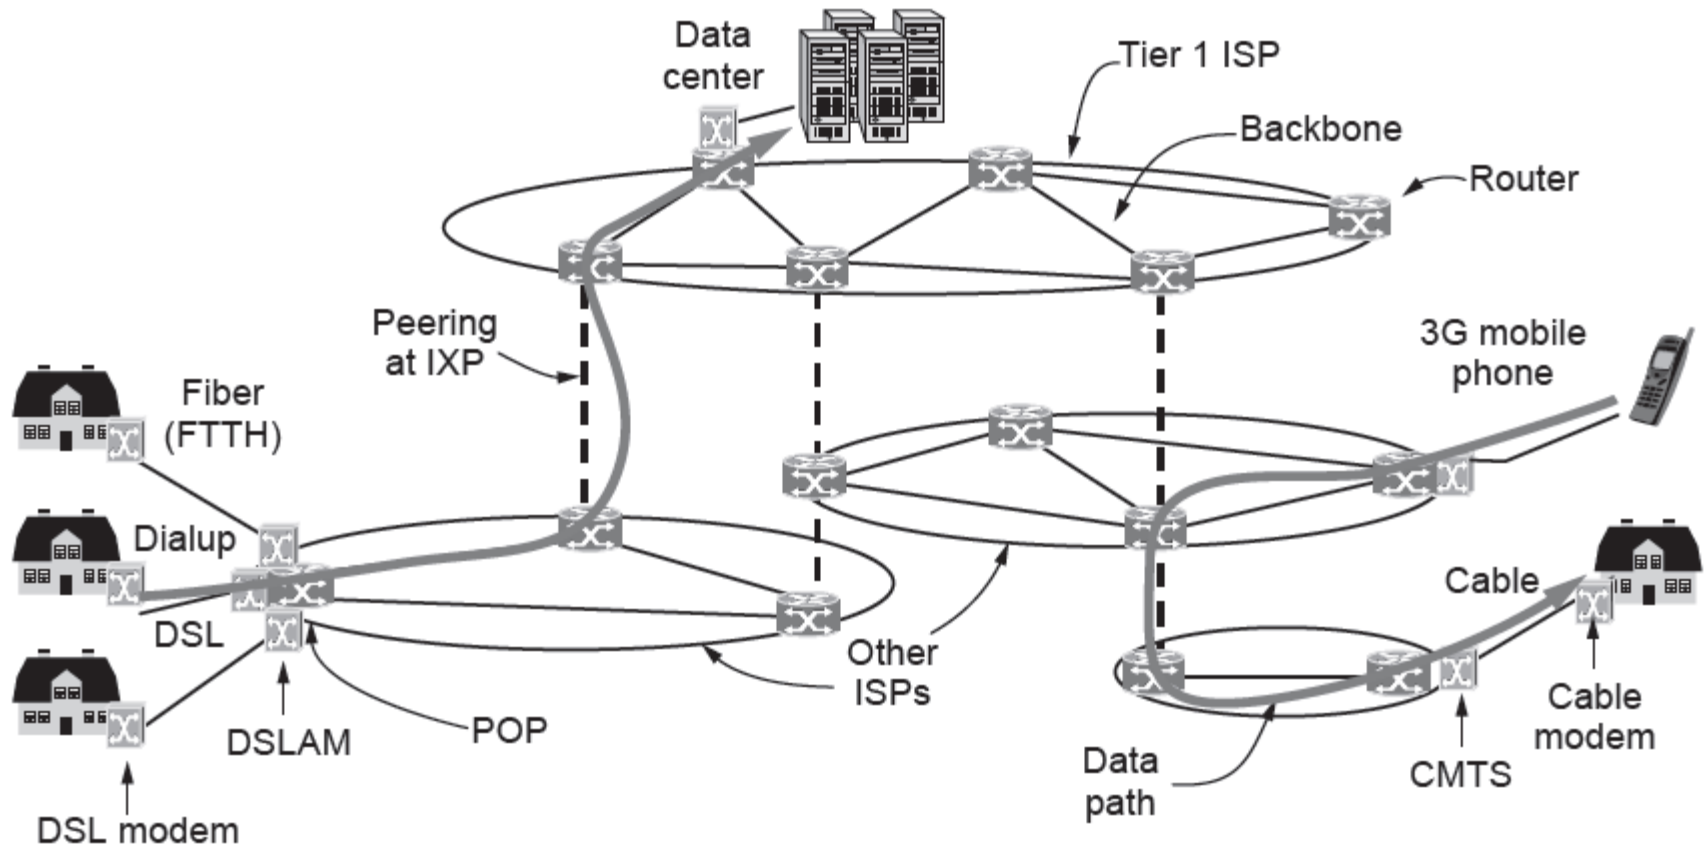 Data
center
Tier 1 ISP
Backbone
Router
Peering
at IXP
3G mobile
phone
Fiber
(FTTH)
Dialup
DSL
Cable
Other
ISPs
POP
DSLAM
DSL modem
Data
path
CMTS
Cable
modem